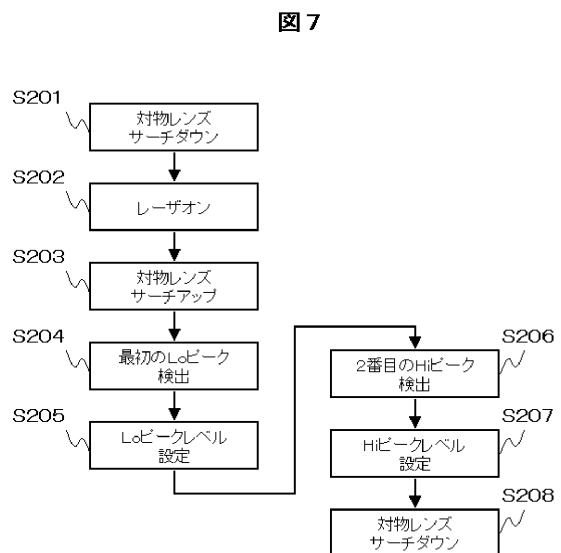 図7
S201
対物レンズ
サーチダウン
S202
レーザオン
S203
対物レンズ
サーチアップ
S204
最初のLoピーク
検出
S205
Loピークレベル
設定
S206
2番目のHiピーク
検出
S207
Hiピークレベル
設定
S208
対物レンズ
サーチダウン